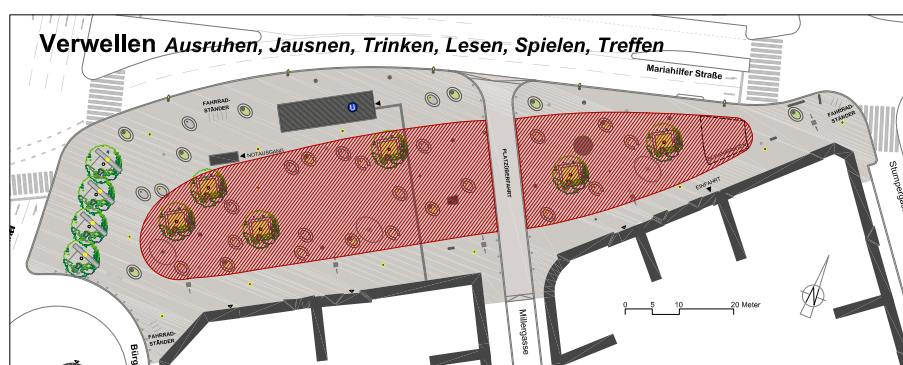 Verwellen Ausruhen, Jausnen, Trinken, Lesen, Spielen, Treffen
Mariahilfer Straße
FAHRRAD-
STÄNDER
U
FAHRRAD-
STÄNDER
NOTAUSGANG
PLATZÜBERFAHRT
EINFAHRT
Stumpergasse
0 5 10 20 Meter
N
Millergasse
FAHRRAD-
STÄNDER
Bürg